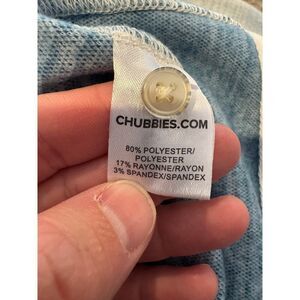 CHUBBIES.COM
80% POLYESTER/
POLYESTER
17% RAYONNE/RAYON
3% SPANDEX/SPANDEX